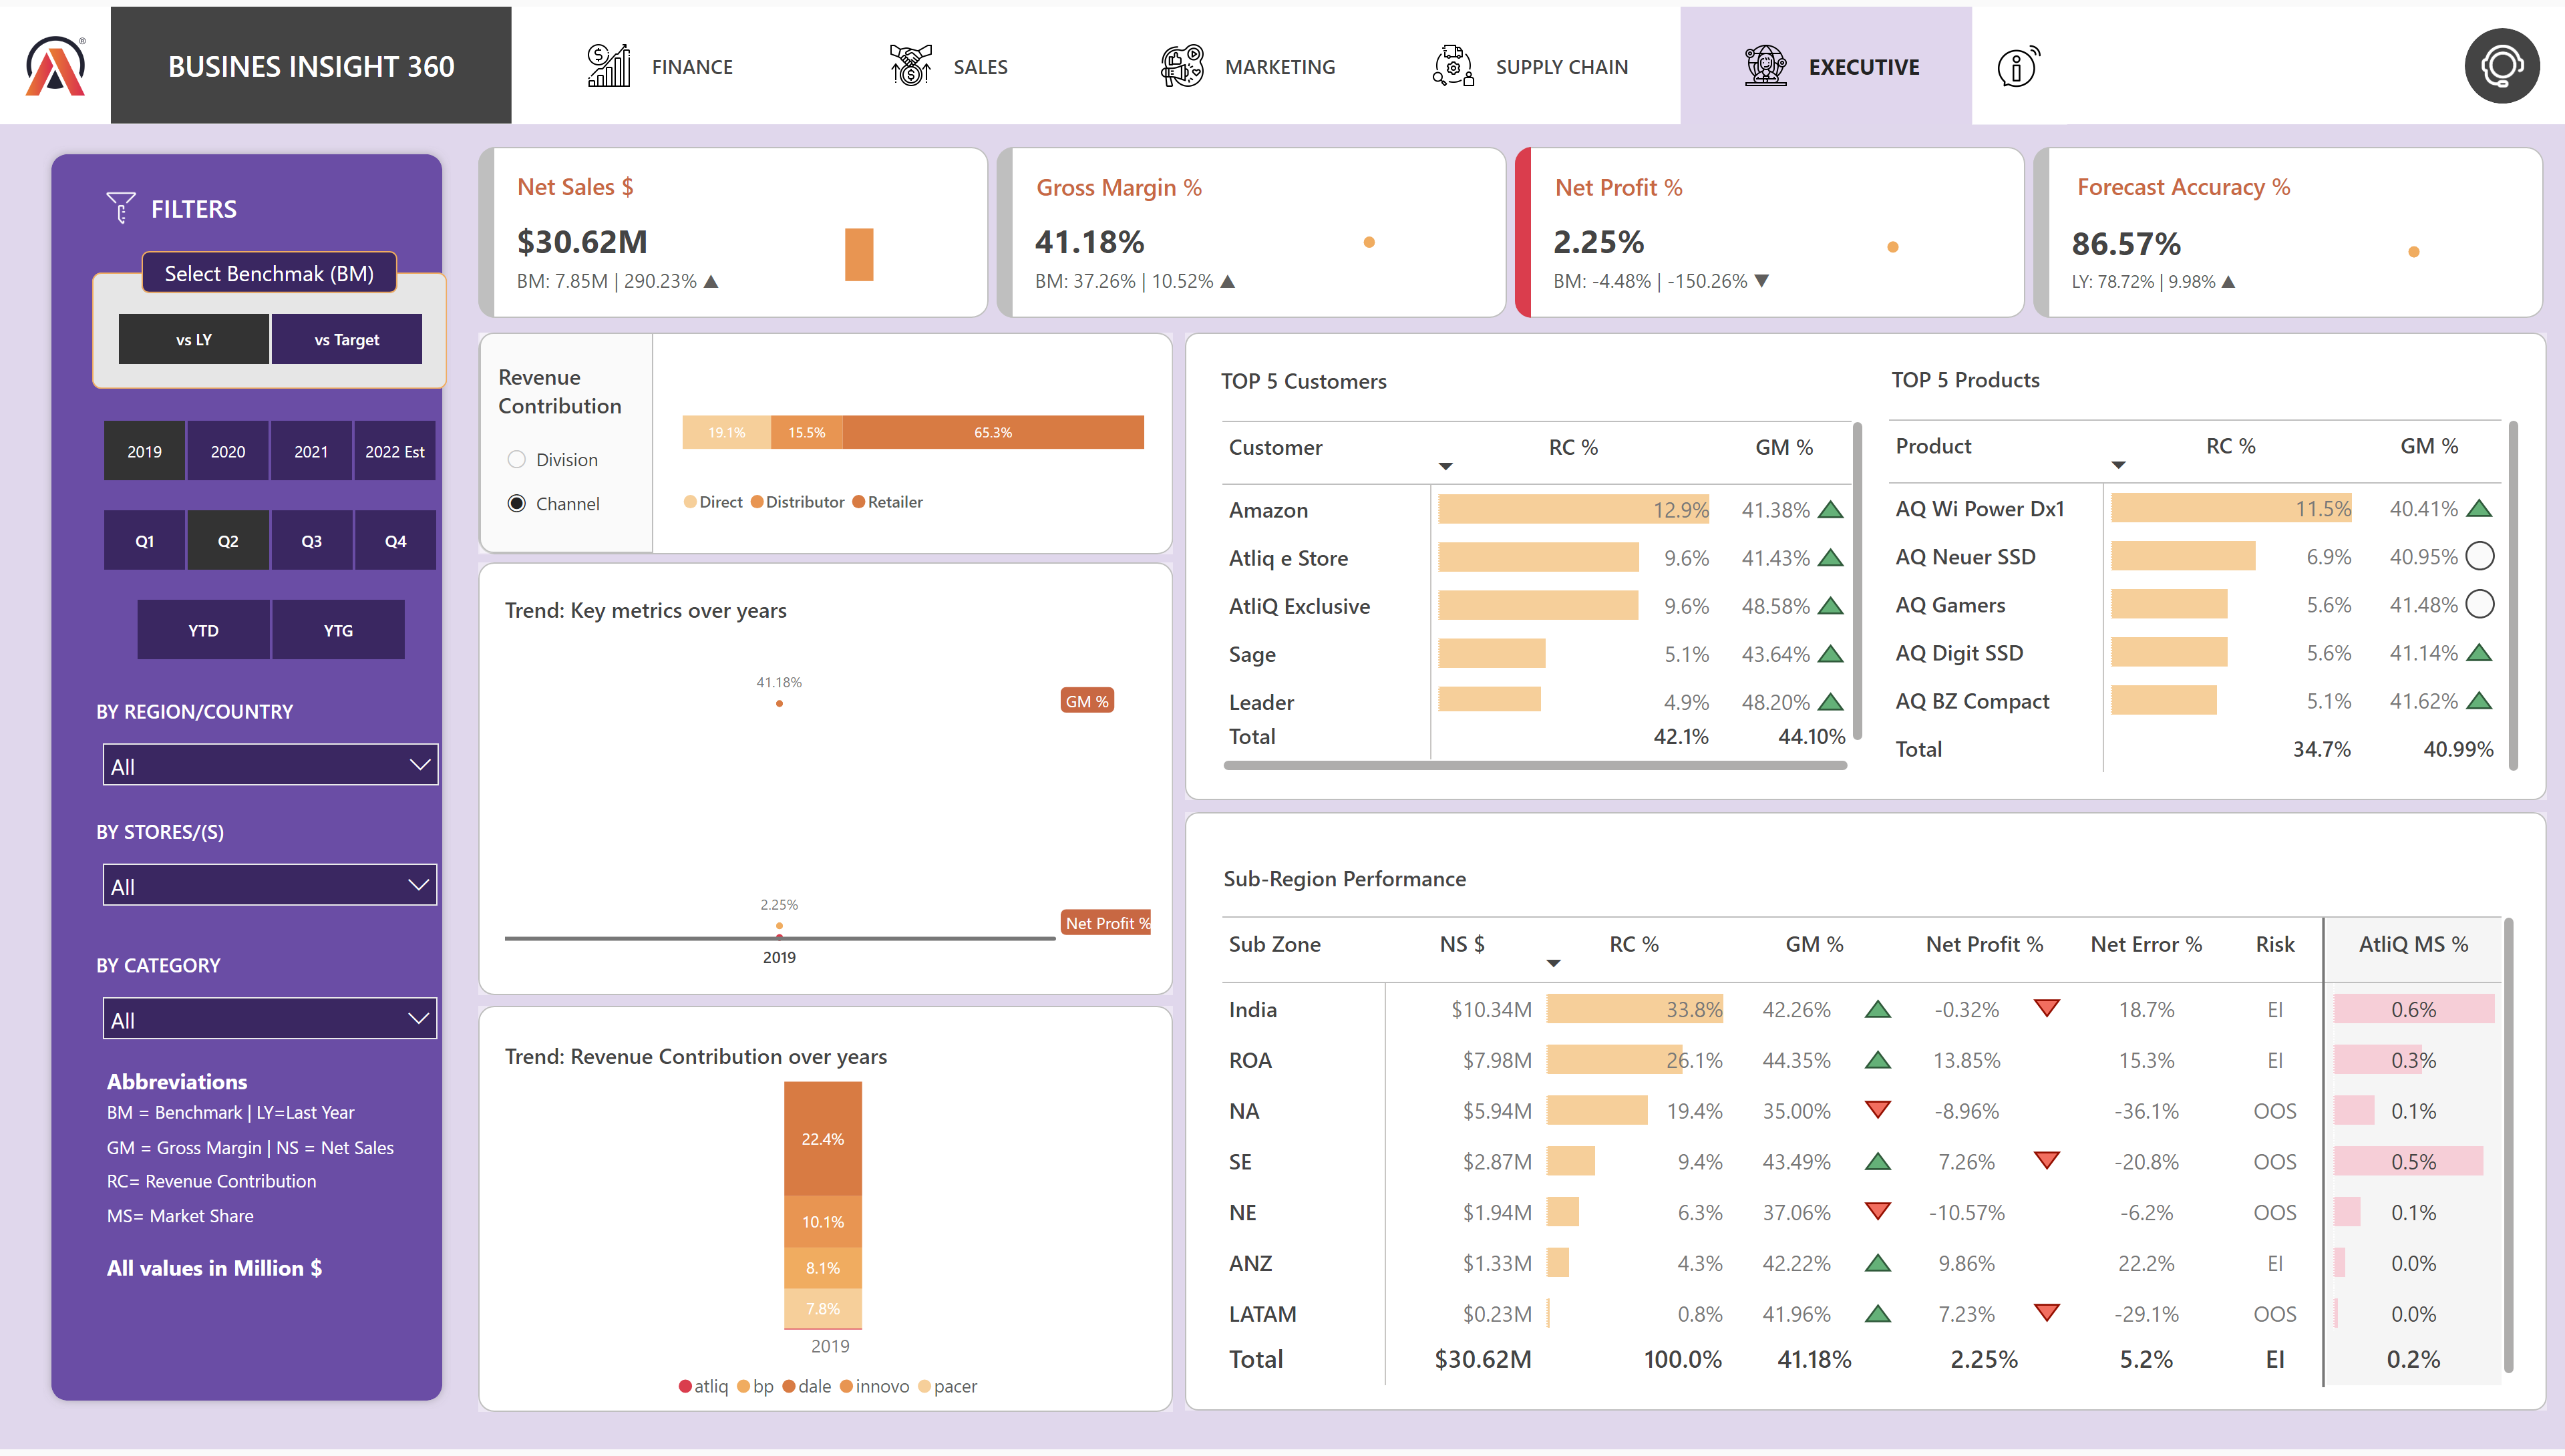 BUSINES INSIGHT 360
FINANCE
SALES
MARKETING
SUPPLY CHAIN
EXECUTIVE
®
FILTERS
Select Benchmak (BM)
vs LY
vs Target
2019
2020
2021
2022 Est
Q1
Q2
Q3
Q4
YTD
YTG
BY REGION/COUNTRY
All
BY STORES/(S)
All
BY CATEGORY
All
Abbreviations
BM = Benchmark | LY=Last Year
GM = Gross Margin | NS = Net Sales
RC= Revenue Contribution
MS= Market Share
All values in Million $
Net Sales $
$30.62M
BM: 7.85M | 290.23% ▲
Gross Margin %
41.18%
BM: 37.26% | 10.52% ▲
Net Profit %
2.25%
BM: -4.48% | -150.26% ▼
Forecast Accuracy %
86.57%
LY: 78.72% | 9.98% ▲
Revenue
Contribution
Division
Channel
19.1% 15.5% 65.3%
Direct Distributor Retailer
Trend: Key metrics over years
41.18%
GM %
2.25%
Net Profit %
2019
Trend: Revenue Contribution over years
22.4%
10.1%
8.1%
7.8%
2019
atliq bp dale innovo pacer
TOP 5 Customers
Customer RC % GM %
Amazon 12.9% 41.38%
Atliq e Store 9.6% 41.43%
AtliQ Exclusive 9.6% 48.58%
Sage 5.1% 43.64%
Leader 4.9% 48.20%
Total 42.1% 44.10%
TOP 5 Products
Product RC % GM %
AQ Wi Power Dx1 11.5% 40.41%
AQ Neuer SSD 6.9% 40.95%
AQ Gamers 5.6% 41.48%
AQ Digit SSD 5.6% 41.14%
AQ BZ Compact 5.1% 41.62%
Total 34.7% 40.99%
Sub-Region Performance
Sub Zone NS $ RC % GM % Net Profit % Net Error % Risk AtliQ MS %
India $10.34M 33.8% 42.26% -0.32% 18.7% EI 0.6%
ROA $7.98M 26.1% 44.35% 13.85% 15.3% EI 0.3%
NA $5.94M 19.4% 35.00% -8.96% -36.1% OOS 0.1%
SE $2.87M 9.4% 43.49% 7.26% -20.8% OOS 0.5%
NE $1.94M 6.3% 37.06% -10.57% -6.2% OOS 0.1%
ANZ $1.33M 4.3% 42.22% 9.86% 22.2% EI 0.0%
LATAM $0.23M 0.8% 41.96% 7.23% -29.1% OOS 0.0%
Total $30.62M 100.0% 41.18% 2.25% 5.2% EI 0.2%